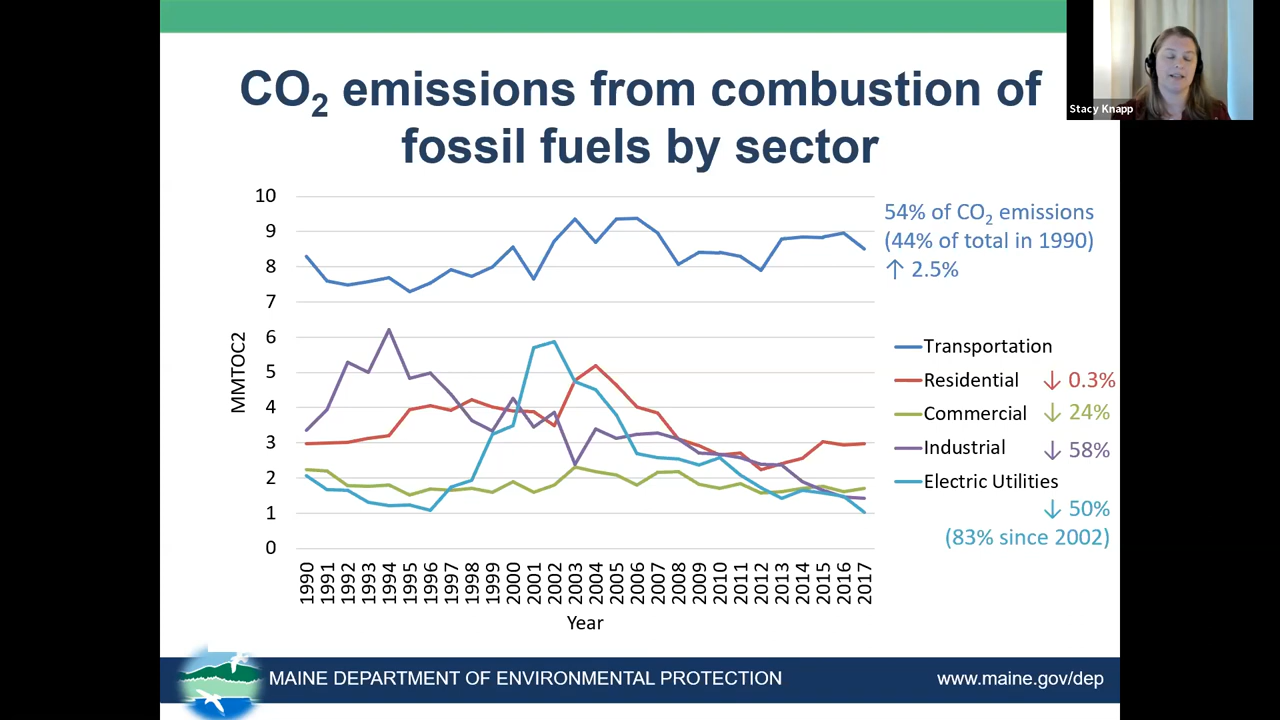 CO2 emissions from combustion of
fossil fuels by sector
Stacy Knapp
10
9
8
7
6
5
4
3
2
1
0
MMTOC2
1990
1991
1992
1993
1994
1995
1996
1997
1998
1999
2000
2001
2002
2003
2004
2005
2006
2007
2008
2009
2010
2011
2012
2013
2014
2015
2016
2017
Year
54% of CO2 emissions
(44% of total in 1990)
↑ 2.5%
Transportation
Residential ↓ 0.3%
Commercial ↓ 24%
Industrial ↓ 58%
Electric Utilities
↓ 50%
(83% since 2002)
MAINE DEPARTMENT OF ENVIRONMENTAL PROTECTION www.maine.gov/dep